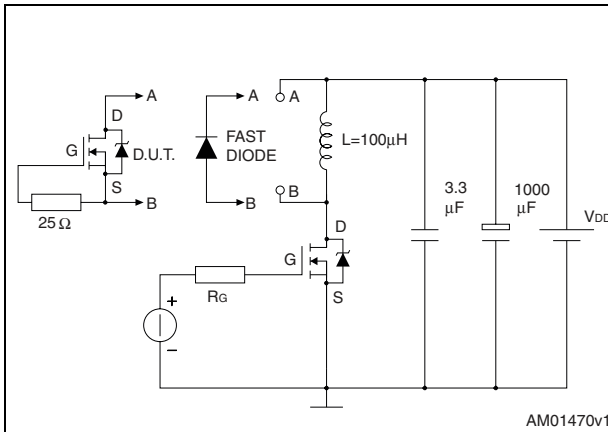 A
A
A
D
G
D.U.T.
FAST
DIODE
L=100μH
S
B
B
B
25 Ω
3.3
μF
1000
μF
VDD
D
G
S
RG
+
–
AM01470v1